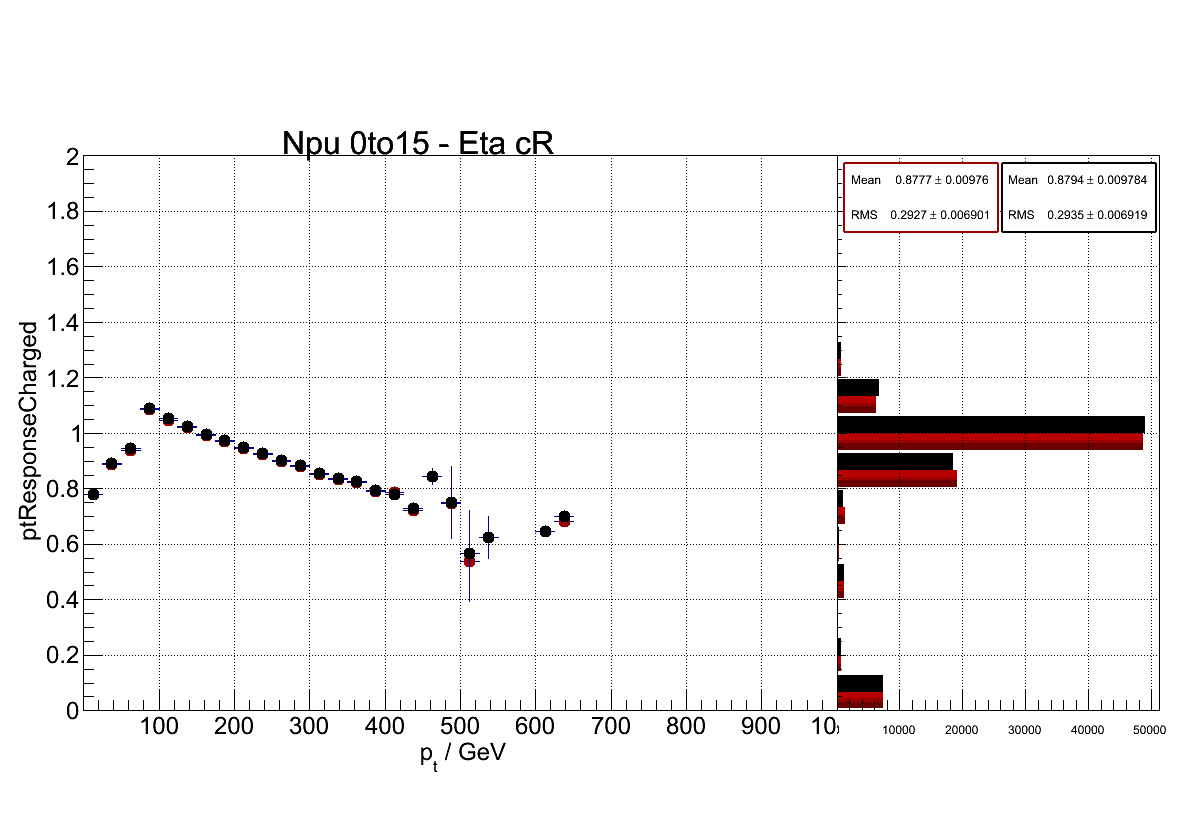 Npu 0to15 - Eta cR
2
1.8
1.6
1.4
1.2
1
0.8
0.6
0.4
0.2
0
ptResponseCharged
100 200 300 400 500 600 700 800 900 10
p_t / GeV
Mean 0.8777 ± 0.00976
RMS 0.2927 ± 0.006901
Mean 0.8794 ± 0.009784
RMS 0.2935 ± 0.006919
10000 20000 30000 40000 50000